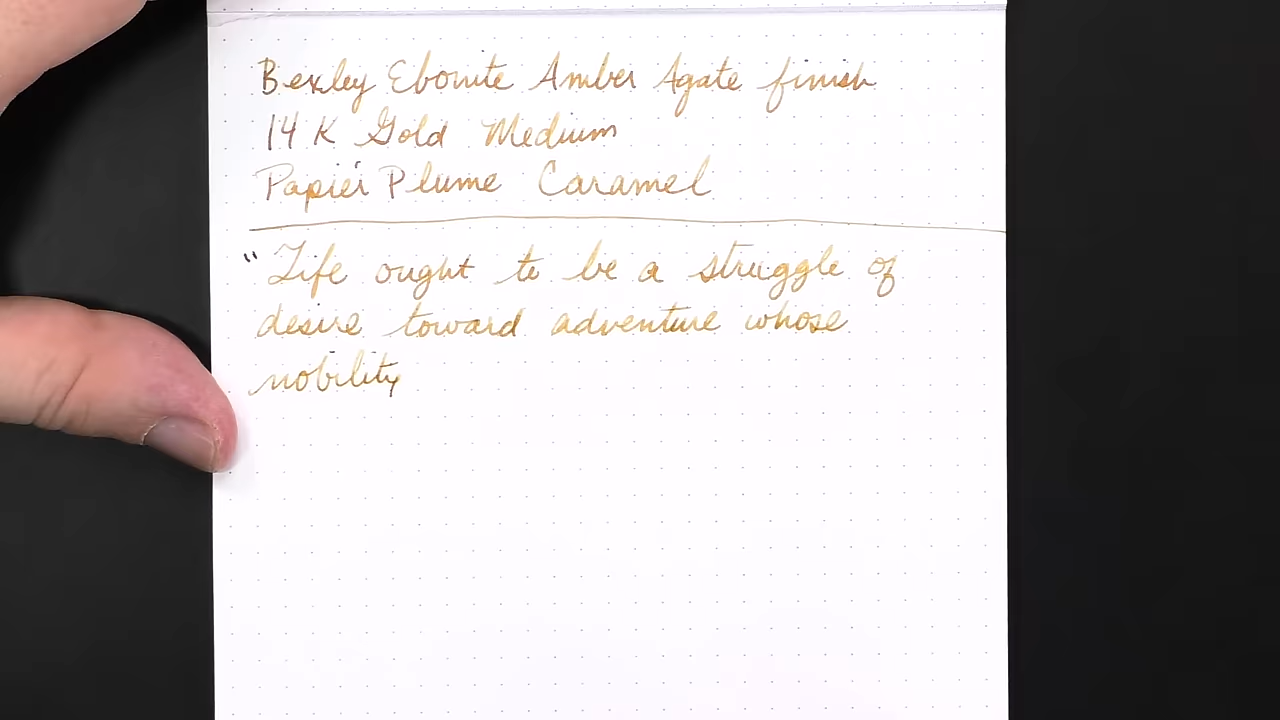 Bexley Ebonite Amber Agate finish
14 K Gold Medium
Papier Plume Caramel
"Life ought to be a struggle of
desire toward adventure whose
nobility